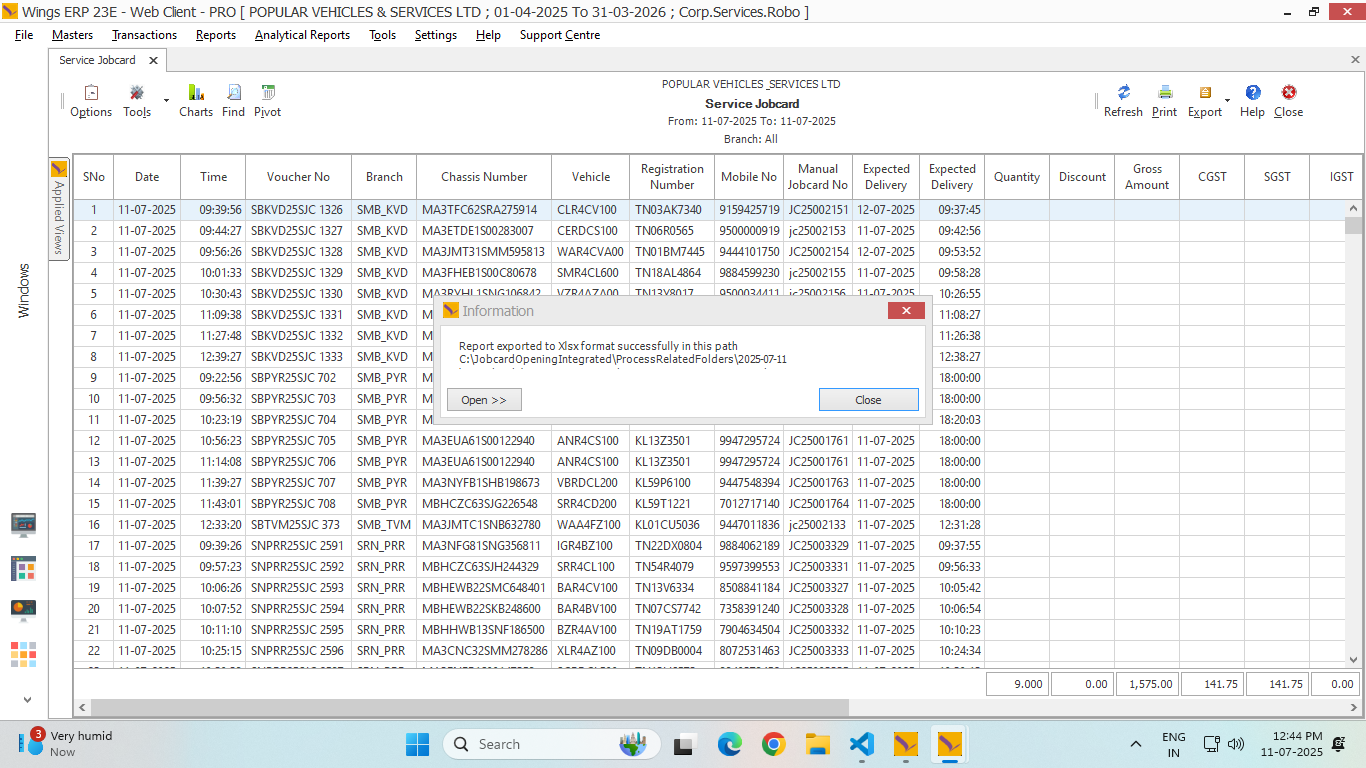 Wings ERP 23E - Web Client - PRO [ POPULAR VEHICLES & SERVICES LTD ; 01-04-2025 To 31-03-2026 ; Corp.Services.Robo ]
File Masters Transactions Reports Analytical Reports Tools Settings Help Support Centre
Service Jobcard
Options Tools Charts Find Pivot
POPULAR VEHICLES_SERVICES LTD
Service Jobcard
From: 11-07-2025 To: 11-07-2025
Branch: All
Refresh Print Export Help Close
Applied Views
Windows
SNo Date Time Voucher No Branch Chassis Number Vehicle Registration Number Mobile No Manual Jobcard No Expected Delivery Expected Delivery Quantity Discount Gross Amount CGST SGST IGST
1 11-07-2025 09:39:56 SBKVD25SJC 1326 SMB_KVD MA3TFC62SRA275914 CLR4CV100 TN03AK7340 9159425719 JC25002151 12-07-2025 09:37:45
2 11-07-2025 09:44:27 SBKVD25SJC 1327 SMB_KVD MA3ETDE1S00283007 CERDCS100 TN06R0565 9500000919 jc25002153 11-07-2025 09:42:56
3 11-07-2025 09:56:26 SBKVD25SJC 1328 SMB_KVD MA3JMT31SMM595813 WAR4CVA00 TN01BM7445 9444101750 JC25002154 12-07-2025 09:53:52
4 11-07-2025 10:01:33 SBKVD25SJC 1329 SMB_KVD MA3FHEB1S00C80678 SMR4CL600 TN18AL4864 9884599230 jc25002155 11-07-2025 09:58:28
5 11-07-2025 10:30:43 SBKVD25SJC 1330 SMB_KVD MA3RYHL1SNG106842 VZR4AZA00 TN13Y8017 9500034411 jc25002156 11-07-2025 10:26:55
6 11-07-2025 11:09:38 SBKVD25SJC 1331 SMB_KVD 11:08:27
7 11-07-2025 11:27:48 SBKVD25SJC 1332 SMB_KVD 11:26:38
8 11-07-2025 12:39:27 SBKVD25SJC 1333 SMB_KVD 12:38:27
9 11-07-2025 09:22:56 SBPYR25SJC 702 SMB_PYR 18:00:00
10 11-07-2025 09:56:32 SBPYR25SJC 703 SMB_PYR 18:00:00
11 11-07-2025 10:23:19 SBPYR25SJC 704 SMB_PYR 18:20:03
12 11-07-2025 10:56:23 SBPYR25SJC 705 SMB_PYR MA3EUA61S00122940 ANR4CS100 KL13Z3501 9947295724 JC25001761 11-07-2025 18:00:00
13 11-07-2025 11:14:08 SBPYR25SJC 706 SMB_PYR MA3EUA61S00122940 ANR4CS100 KL13Z3501 9947295724 JC25001761 11-07-2025 18:00:00
14 11-07-2025 11:39:27 SBPYR25SJC 707 SMB_PYR MA3NYFB1SHB198673 VBRDCL200 KL59P6100 9447548394 JC25001763 11-07-2025 18:00:00
15 11-07-2025 11:43:01 SBPYR25SJC 708 SMB_PYR MBHCZC63SJG226548 SRR4CD200 KL59T1221 7012717140 JC25001764 11-07-2025 18:00:00
16 11-07-2025 12:33:20 SBTVM25SJC 373 SMB_TVM MA3JMTC1SNB632780 WAA4FZ100 KL01CU5036 9447011836 jc25002133 11-07-2025 12:31:28
17 11-07-2025 09:39:26 SNPRR25SJC 2591 SRN_PRR MA3NFG81SNG356811 IGR4BZ100 TN22DX0804 9884062189 JC25003329 11-07-2025 09:37:55
18 11-07-2025 09:57:23 SNPRR25SJC 2592 SRN_PRR MBHCZC63SJH244329 SRR4CL100 TN54R4079 9597399553 JC25003331 11-07-2025 09:56:33
19 11-07-2025 10:06:26 SNPRR25SJC 2593 SRN_PRR MBHEWB22SMC648401 BAR4CV100 TN13V6334 8508841184 JC25003327 11-07-2025 10:05:42
20 11-07-2025 10:07:52 SNPRR25SJC 2594 SRN_PRR MBHEWB22SKB248600 BAR4BV100 TN07CS7742 7358391240 JC25003328 11-07-2025 10:06:54
21 11-07-2025 10:11:10 SNPRR25SJC 2595 SRN_PRR MBHHWB13SNF186500 BZR4AV100 TN19AT1759 7904634504 JC25003332 11-07-2025 10:10:23
22 11-07-2025 10:25:15 SNPRR25SJC 2596 SRN_PRR MA3CNC32SMM278286 XLR4AZ100 TN09DB0004 8072531463 JC25003333 11-07-2025 10:24:34
Information
Report exported to Xlsx format successfully in this path
C:\JobcardOpeningIntegrated\ProcessRelatedFolders\2025-07-11
Open >> Close
9.000 0.00 1,575.00 141.75 141.75 0.00
3 Very humid
Now
Search
ENG
IN
12:44 PM
11-07-2025